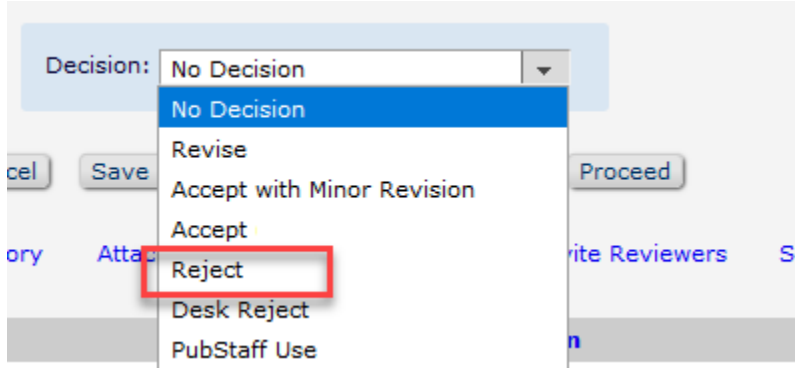 Decision: No Decision
No Decision
Revise
cel Save Proceed
Accept with Minor Revision
Accept
ory Attac vite Reviewers S
Reject
Desk Reject
n
PubStaff Use